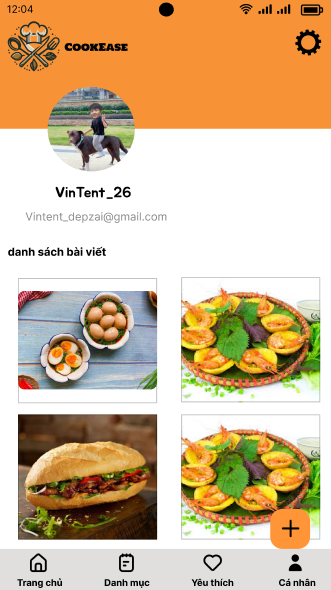 12:04
CookEase
VinTent_26
Vintent_depzai@gmail.com
danh sách bài viết
Trang chủ
Danh mục
Yêu thích
Cá nhân